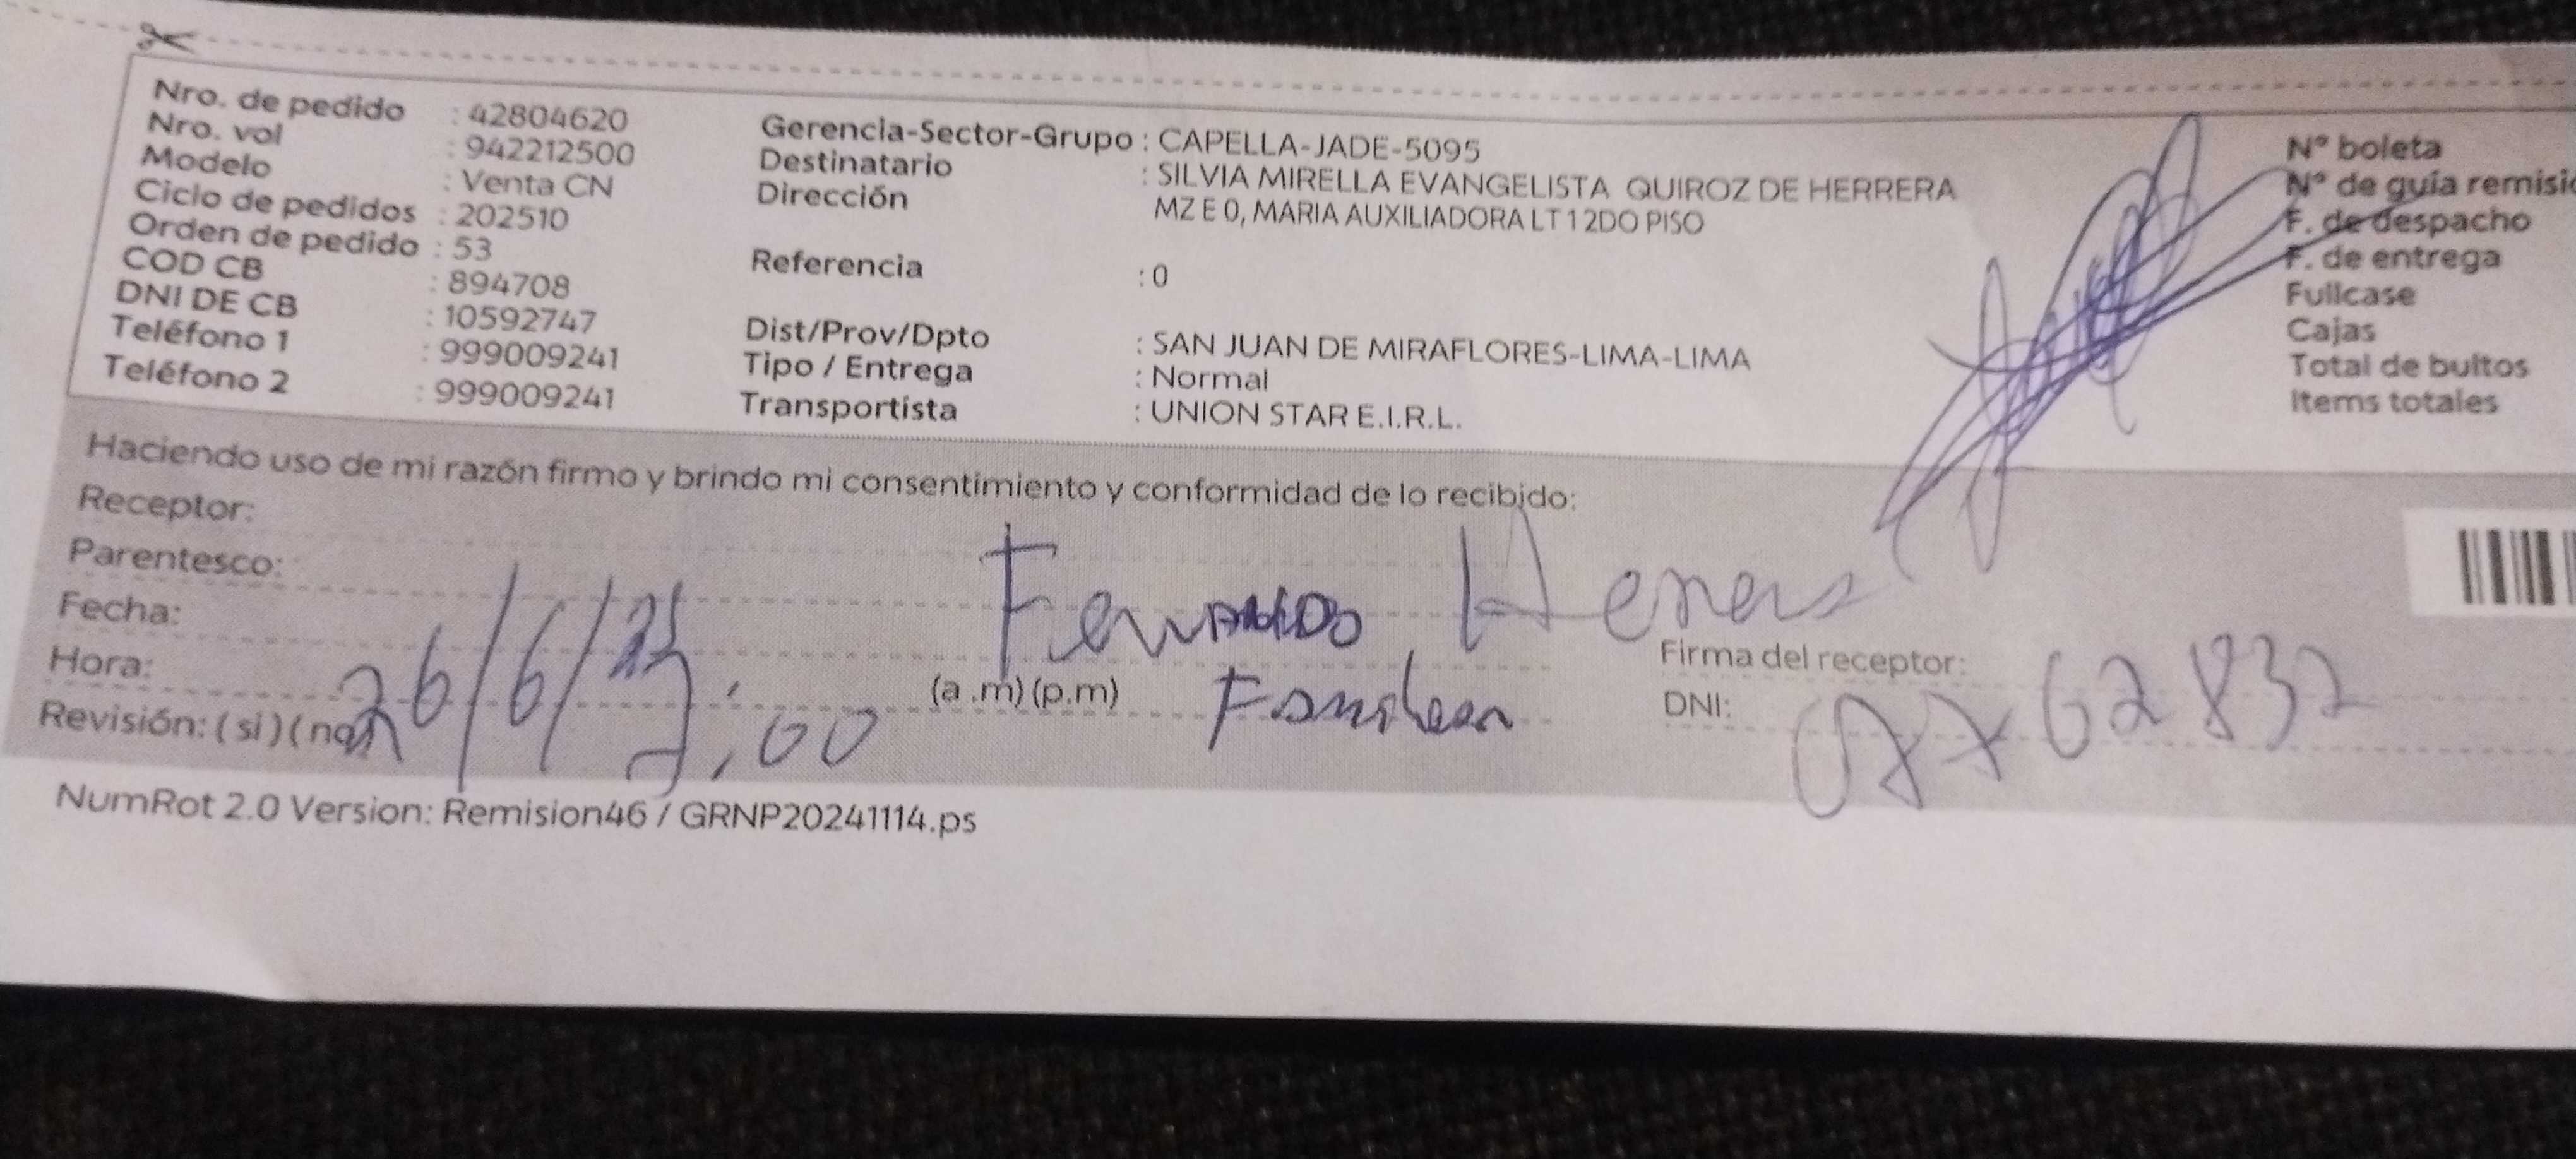 Nro. de pedido : 42804620
Nro. vol : 942212500
Modelo : Venta CN
Ciclo de pedidos : 202510
Orden de pedido : 53
COD CB : 894708
DNI DE CB : 10592747
Teléfono 1 : 999009241
Teléfono 2 : 999009241
Gerencia-Sector-Grupo : CAPELLA-JADE-5095
Destinatario : SILVIA MIRELLA EVANGELISTA QUIROZ DE HERRERA
Dirección MZ E 0, MARIA AUXILIADORA LT 1 2DO PISO
Referencia : 0
Dist/Prov/Dpto : SAN JUAN DE MIRAFLORES-LIMA-LIMA
Tipo / Entrega : Normal
Transportista : UNION STAR E.I.R.L.
N° boleta
N° de guía remisió
F. de despacho
F. de entrega
Fullcase
Cajas
Total de bultos
Items totales
Haciendo uso de mi razón firmo y brindo mi consentimiento y conformidad de lo recibido:
Receptor: Fernando
Parentesco:
Fecha: 26/6/25
Hora: (a .m) (p.m)
Revisión: ( si ) ( no
Firma del receptor:
DNI:
NumRot 2.0 Version: Remision46 / GRNP20241114.ps